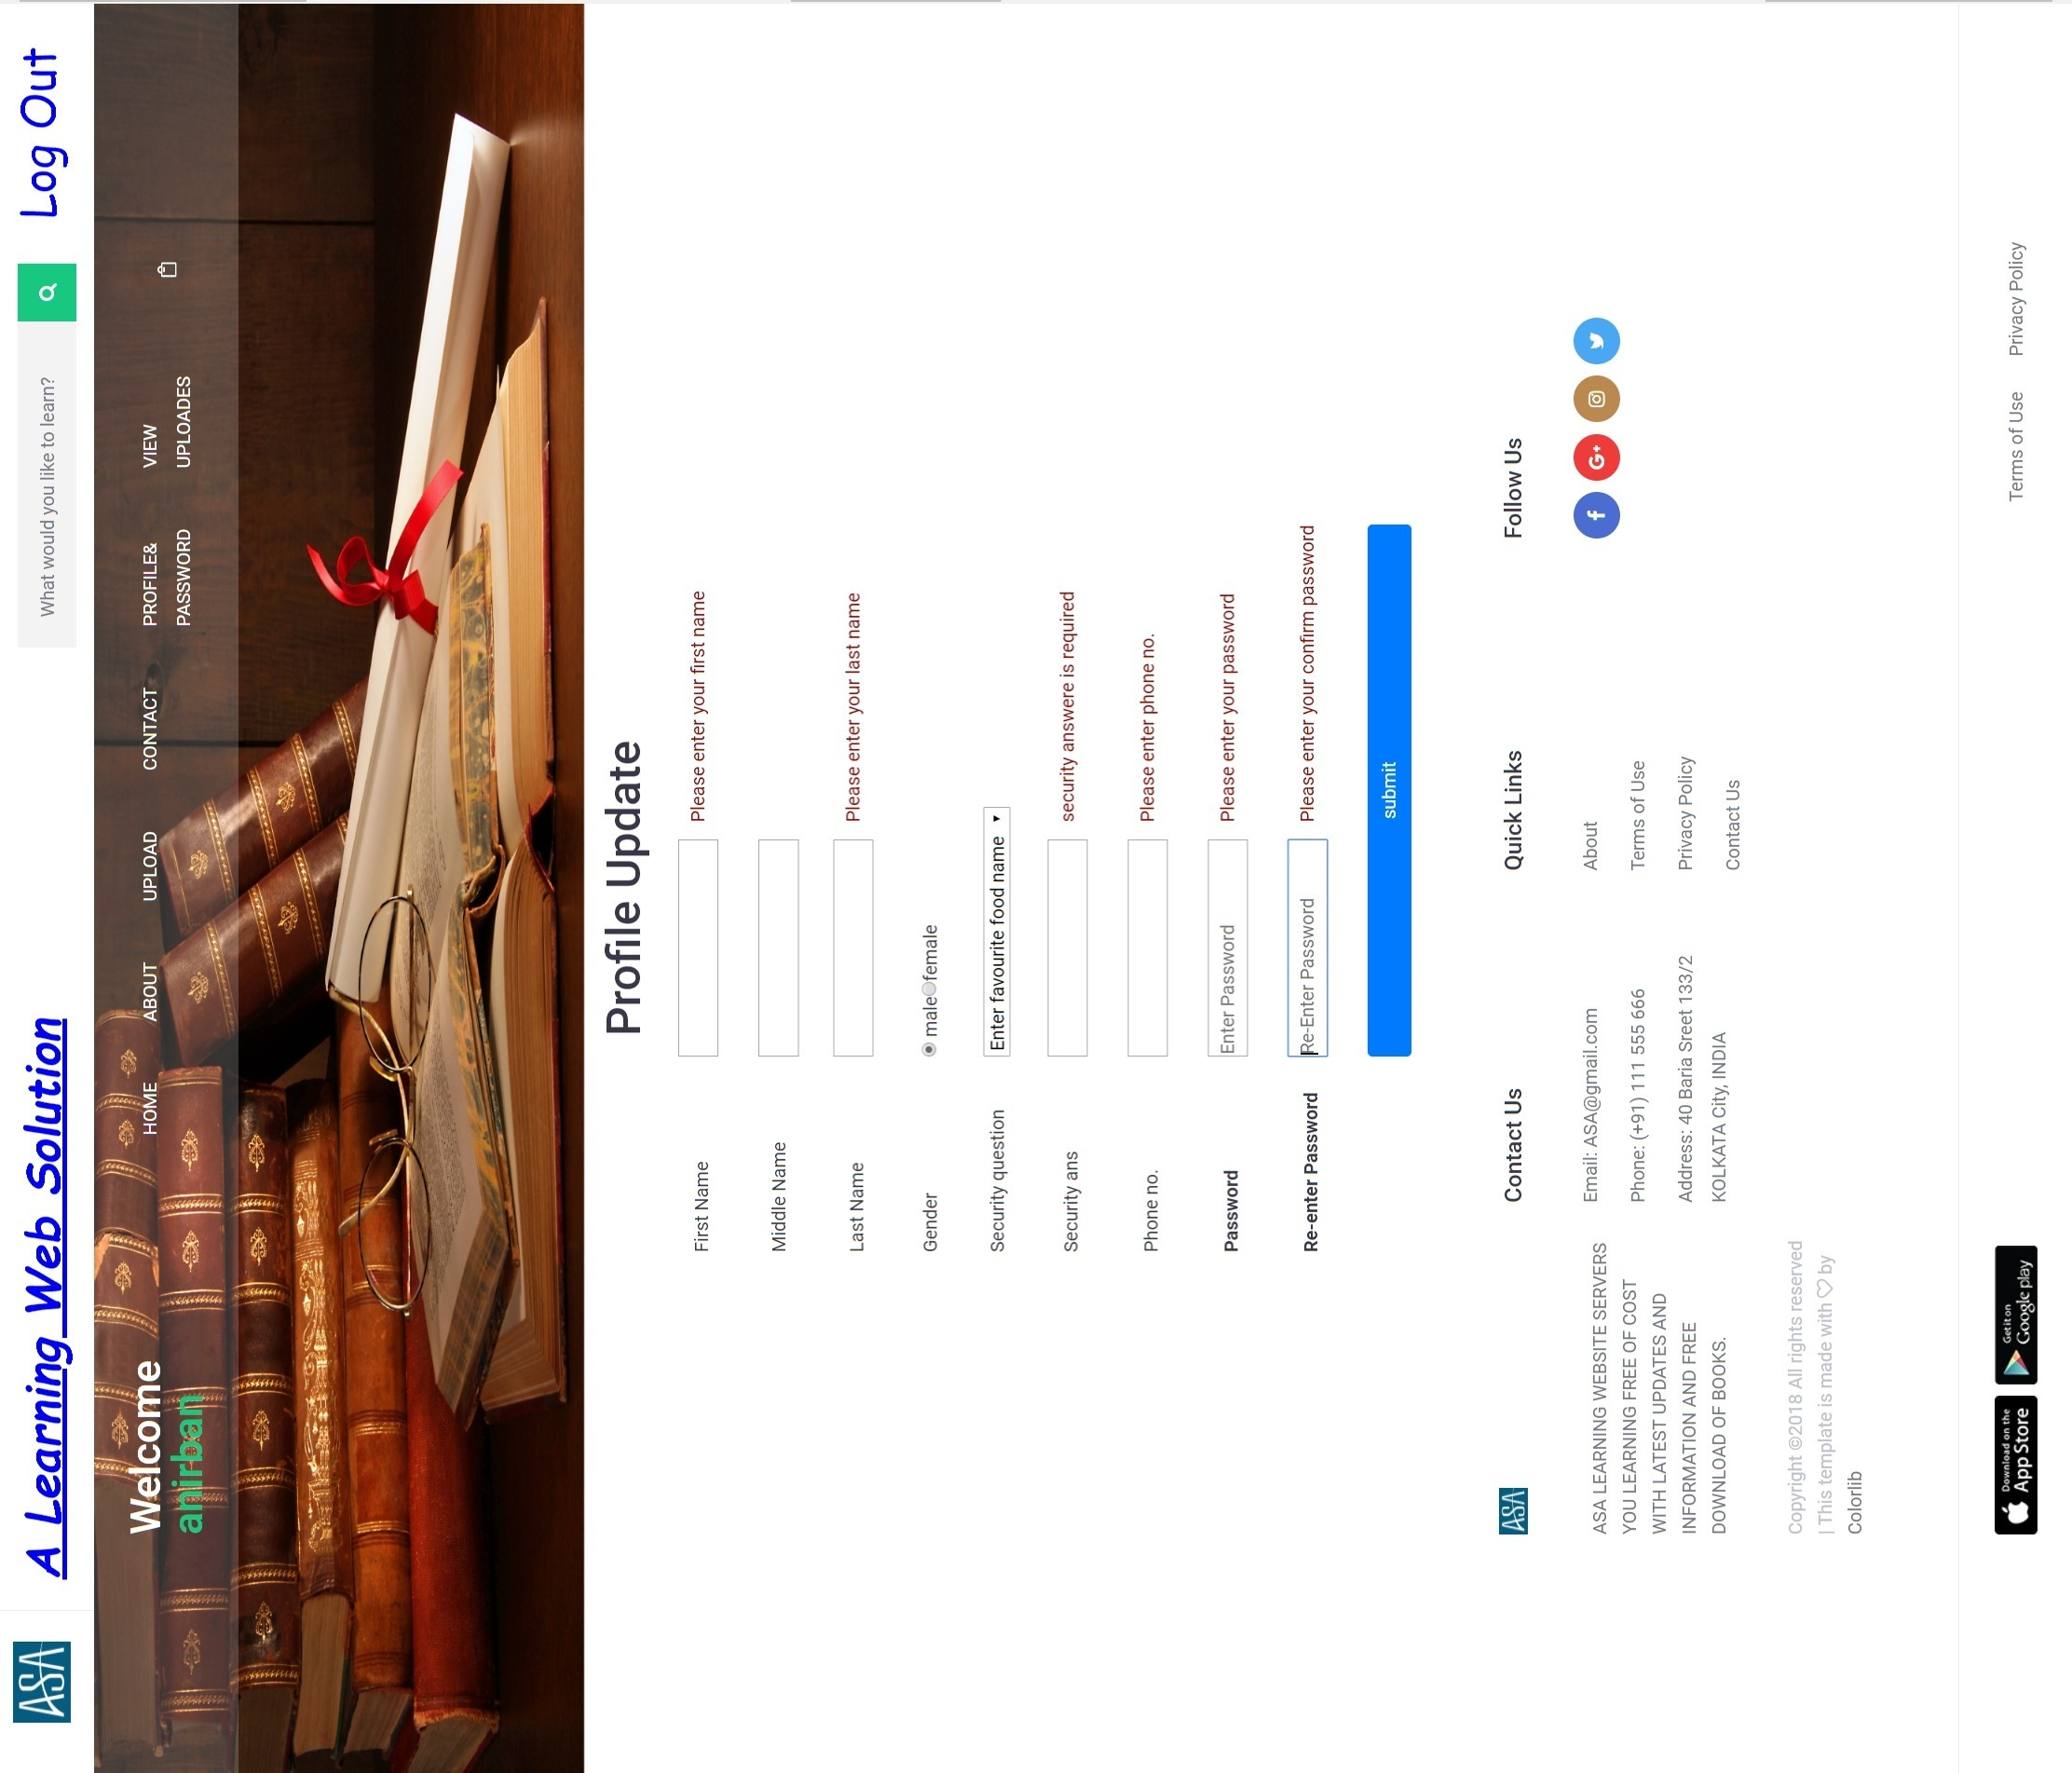 ASA
A Learning Web Solution
What would you like to learn?
Log Out
Welcome
anirban
HOME
ABOUT
UPLOAD
CONTACT
PROFILE&
PASSWORD
VIEW
UPLOADES
Profile Update
First Name
Please enter your first name
Middle Name
Last Name
Please enter your last name
Gender
male female
Security question
Enter favourite food name
Security ans
security answere is required
Phone no.
Please enter phone no.
Password
Enter Password
Please enter your password
Re-enter Password
Re-Enter Password
Please enter your confirm password
submit
ASA
ASA LEARNING WEBSITE SERVERS
YOU LEARNING FREE OF COST
WITH LATEST UPDATES AND
INFORMATION AND FREE
DOWNLOAD OF BOOKS.
Copyright ©2018 All rights reserved
| This template is made with ♡ by
Colorlib
Contact Us
Email: ASA@gmail.com
Phone: (+91) 111 555 666
Address: 40 Baria Sreet 133/2
KOLKATA City, INDIA
Quick Links
About
Terms of Use
Privacy Policy
Contact Us
Follow Us
Download on the
App Store
Get it on
Google play
Terms of Use
Privacy Policy